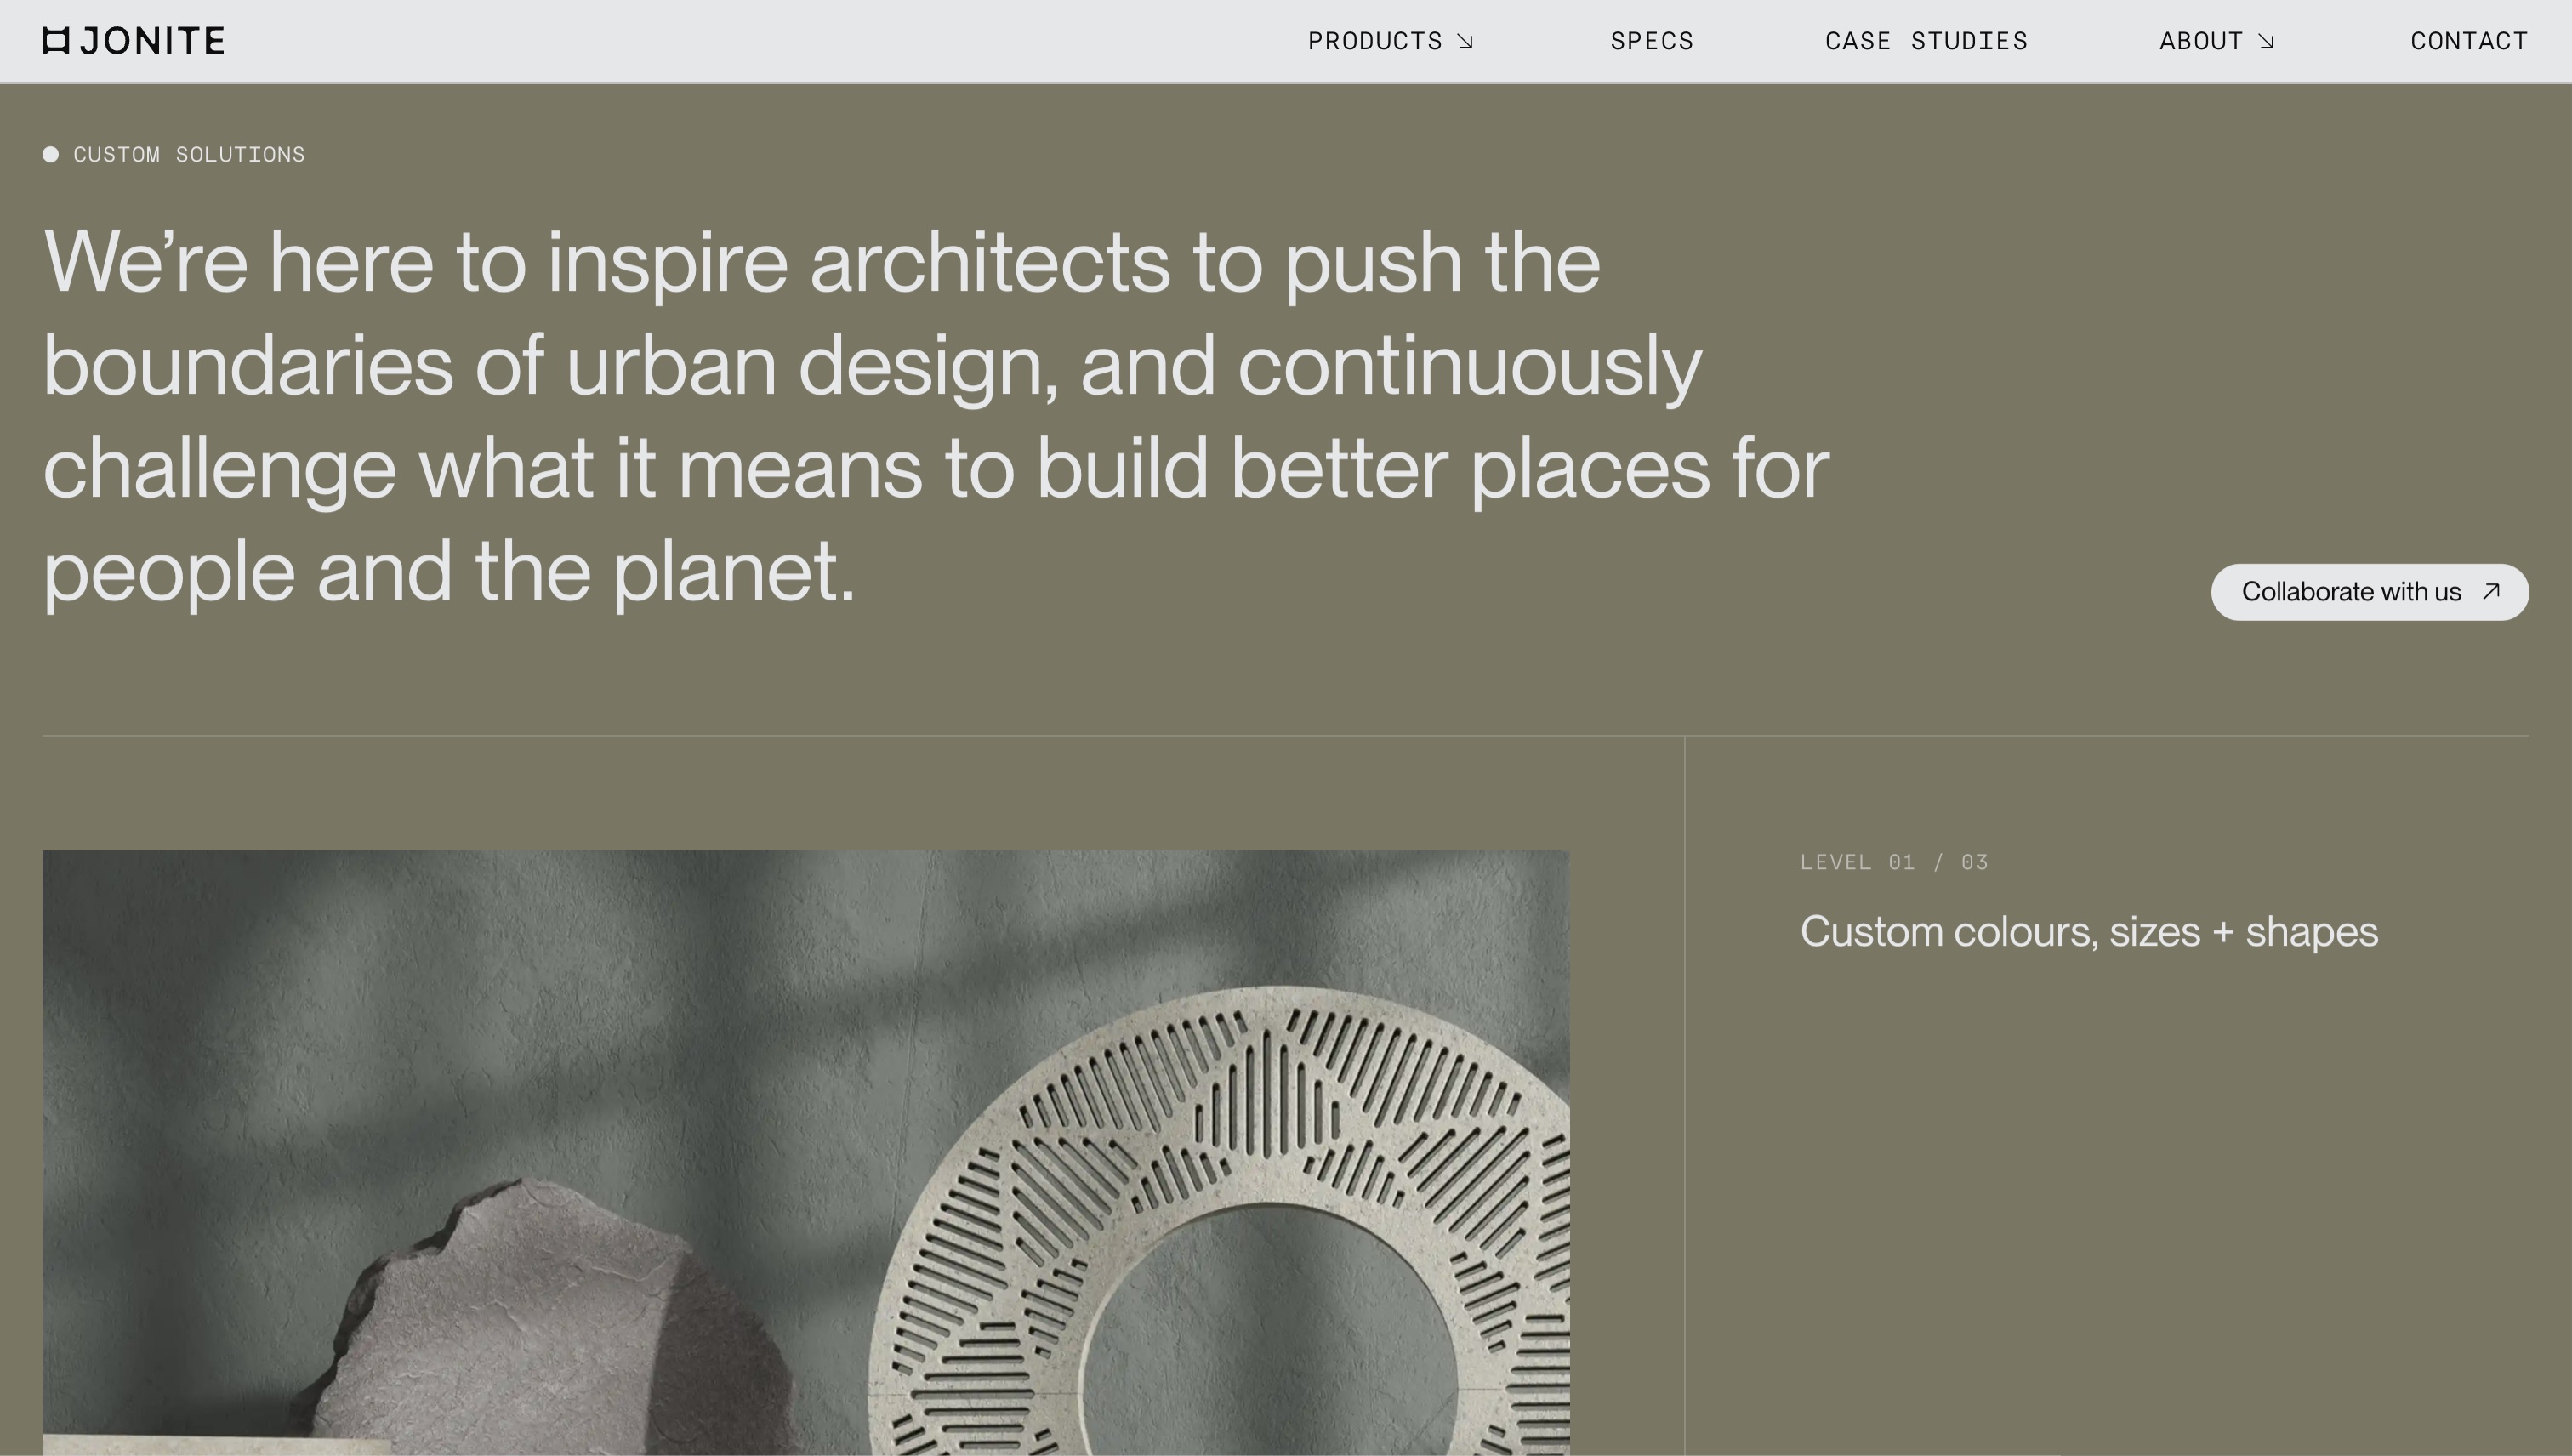 JONITE
PRODUCTS
SPECS
CASE STUDIES
ABOUT
CONTACT
CUSTOM SOLUTIONS
We’re here to inspire architects to push the
boundaries of urban design, and continuously
challenge what it means to build better places for
people and the planet.
Collaborate with us
LEVEL 01 / 03
Custom colours, sizes + shapes